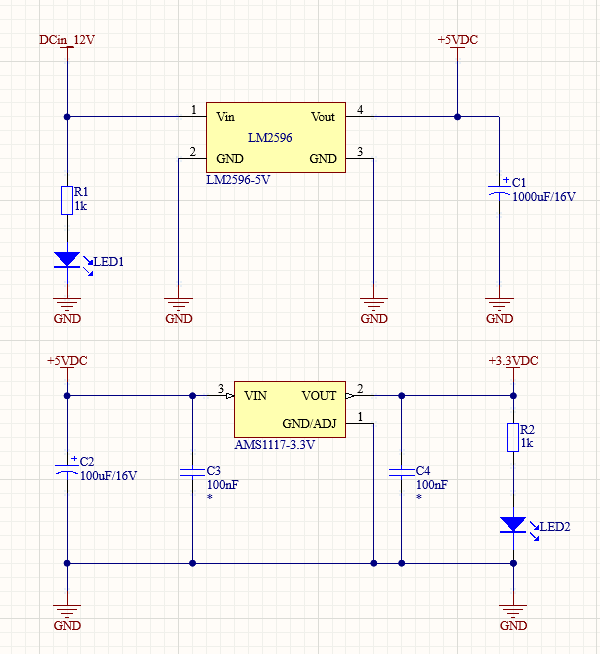 DCin_12V
+5VDC
1
Vin
Vout
4
LM2596
2
GND
GND
3
LM2596-5V
R1
1k
+
C1
1000uF/16V
LED1
GND
GND
GND
GND
+5VDC
+3.3VDC
3
VIN
VOUT
2
GND/ADJ
1
AMS1117-3.3V
R2
1k
+
C2
100uF/16V
C3
100nF
*
C4
100nF
*
LED2
GND
GND